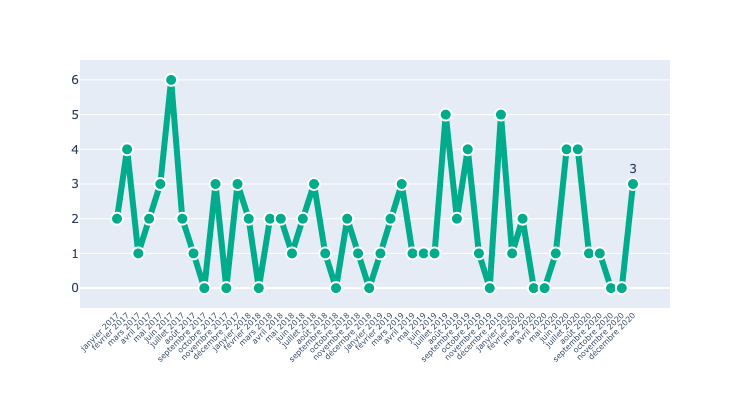 6
5
4
3
2
1
0
3
janvier 2017
février 2017
mars 2017
avril 2017
mai 2017
juin 2017
juillet 2017
août 2017
septembre 2017
octobre 2017
novembre 2017
décembre 2017
janvier 2018
février 2018
mars 2018
avril 2018
mai 2018
juin 2018
juillet 2018
août 2018
septembre 2018
octobre 2018
novembre 2018
décembre 2018
janvier 2019
février 2019
mars 2019
avril 2019
mai 2019
juin 2019
juillet 2019
août 2019
septembre 2019
octobre 2019
novembre 2019
décembre 2019
janvier 2020
février 2020
mars 2020
avril 2020
mai 2020
juin 2020
juillet 2020
août 2020
septembre 2020
octobre 2020
novembre 2020
décembre 2020